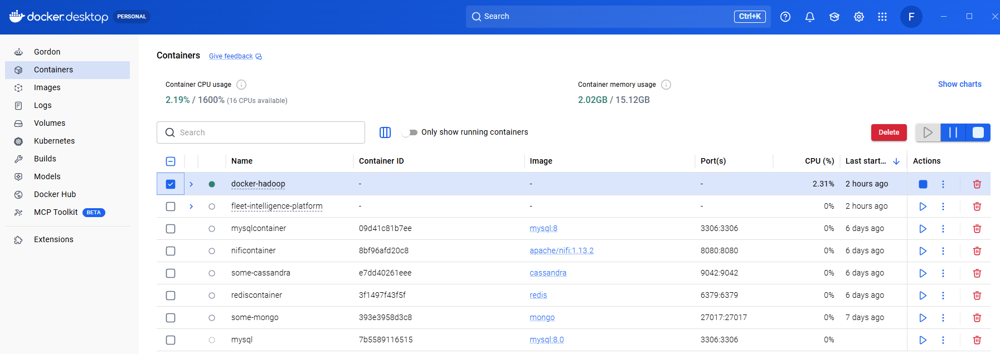 docker.desktop PERSONAL Search Ctrl+K F
Gordon
Containers
Images
Logs
Volumes
Kubernetes
Builds
Models
Docker Hub
MCP Toolkit BETA
Extensions
Containers Give feedback
Container CPU usage
2.19% / 1600% (16 CPUs available)
Container memory usage
2.02GB / 15.12GB
Show charts
Search Only show running containers Delete
Name Container ID Image Port(s) CPU (%) Last start... Actions
docker-hadoop - - - 2.31% 2 hours ago
fleet-intelligence-platform - - - 0% 2 hours ago
mysqlcontainer 09d41c81b7ee mysql:8 3306:3306 0% 6 days ago
nificontainer 8bf96afd20c8 apache/nifi:1.13.2 8080:8080 0% 6 days ago
some-cassandra e7dd40261eee cassandra 9042:9042 0% 6 days ago
rediscontainer 3f1497f43f5f redis 6379:6379 0% 6 days ago
some-mongo 393e3958d3c8 mongo 27017:27017 0% 7 days ago
mysql 7b5589116515 mysql:8.0 3306:3306 0%